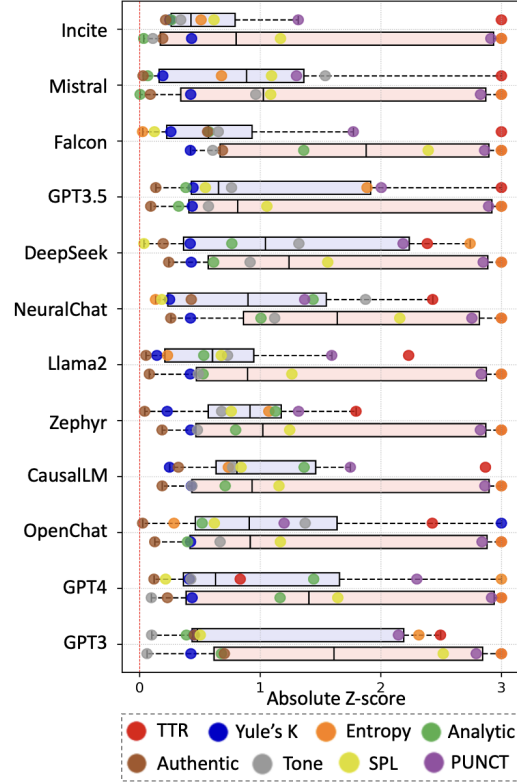 Incite
Mistral
Falcon
GPT3.5
DeepSeek
NeuralChat
Llama2
Zephyr
CausalLM
OpenChat
GPT4
GPT3
0 1 2 3
Absolute Z-score
TTR Yule's K Entropy Analytic
Authentic Tone SPL PUNCT